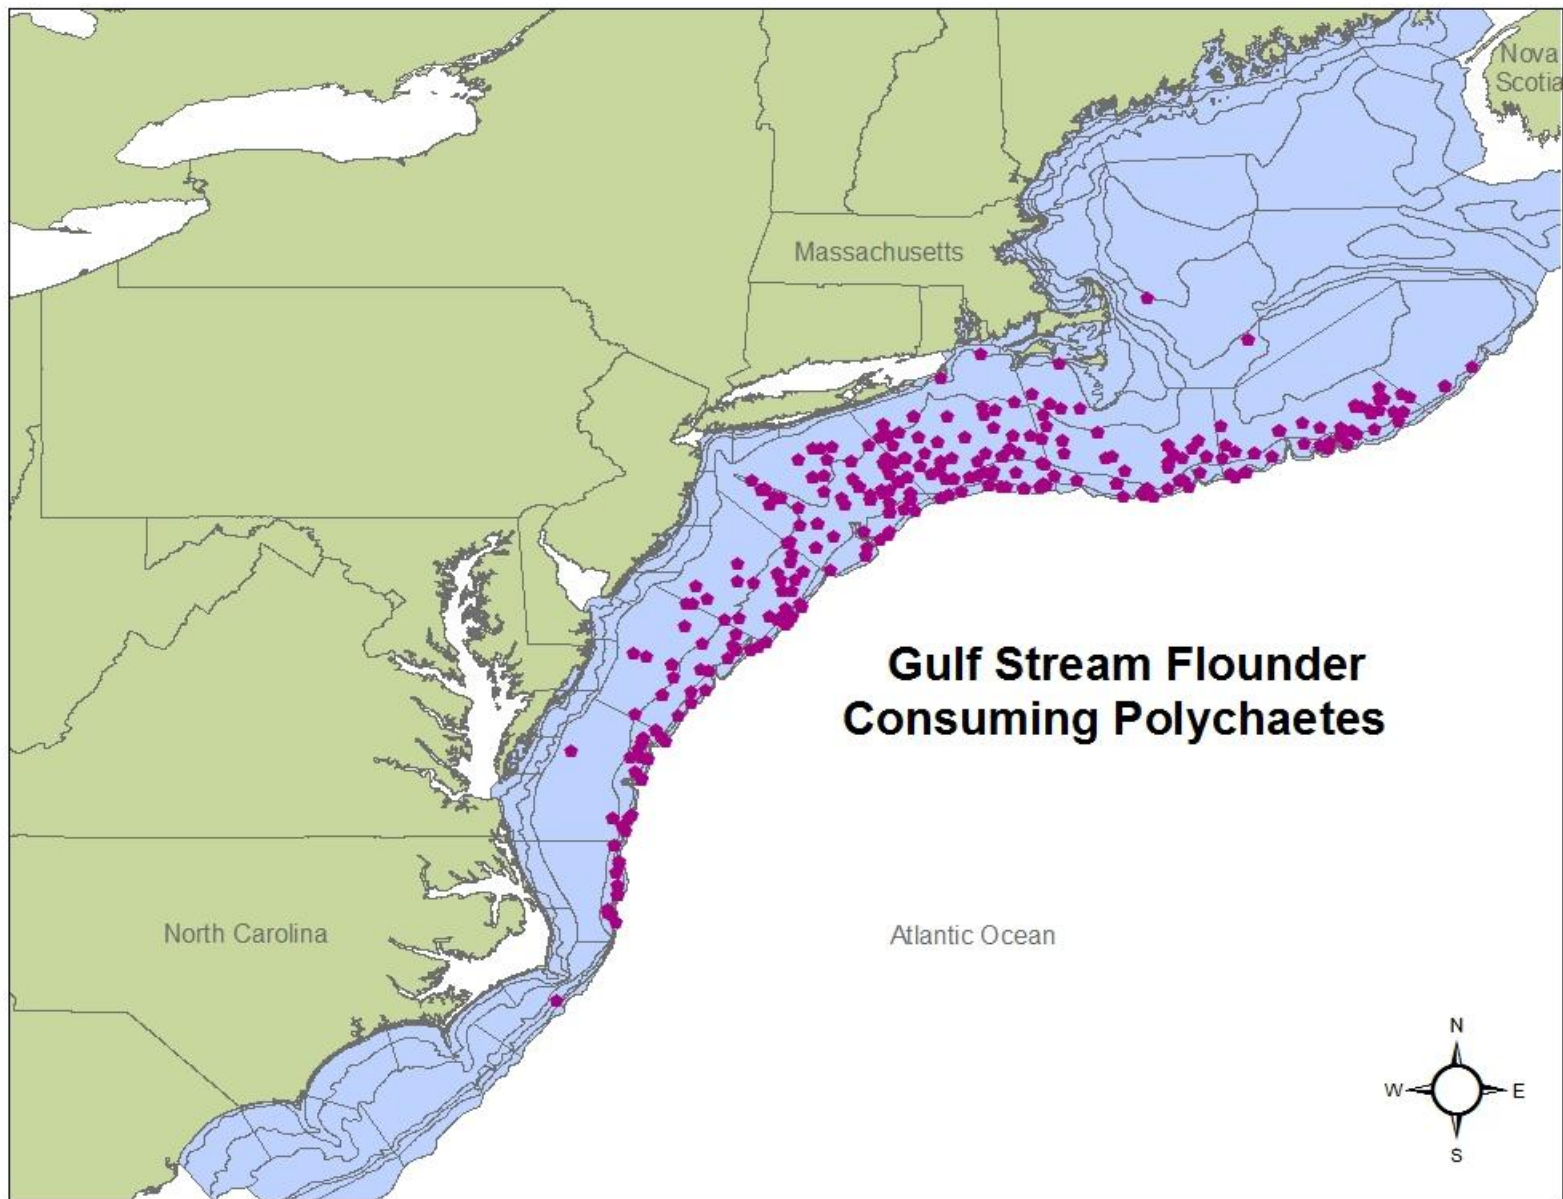 Nova
Scotia
Massachusetts
Gulf Stream Flounder
Consuming Polychaetes
North Carolina
Atlantic Ocean
N
W
E
S